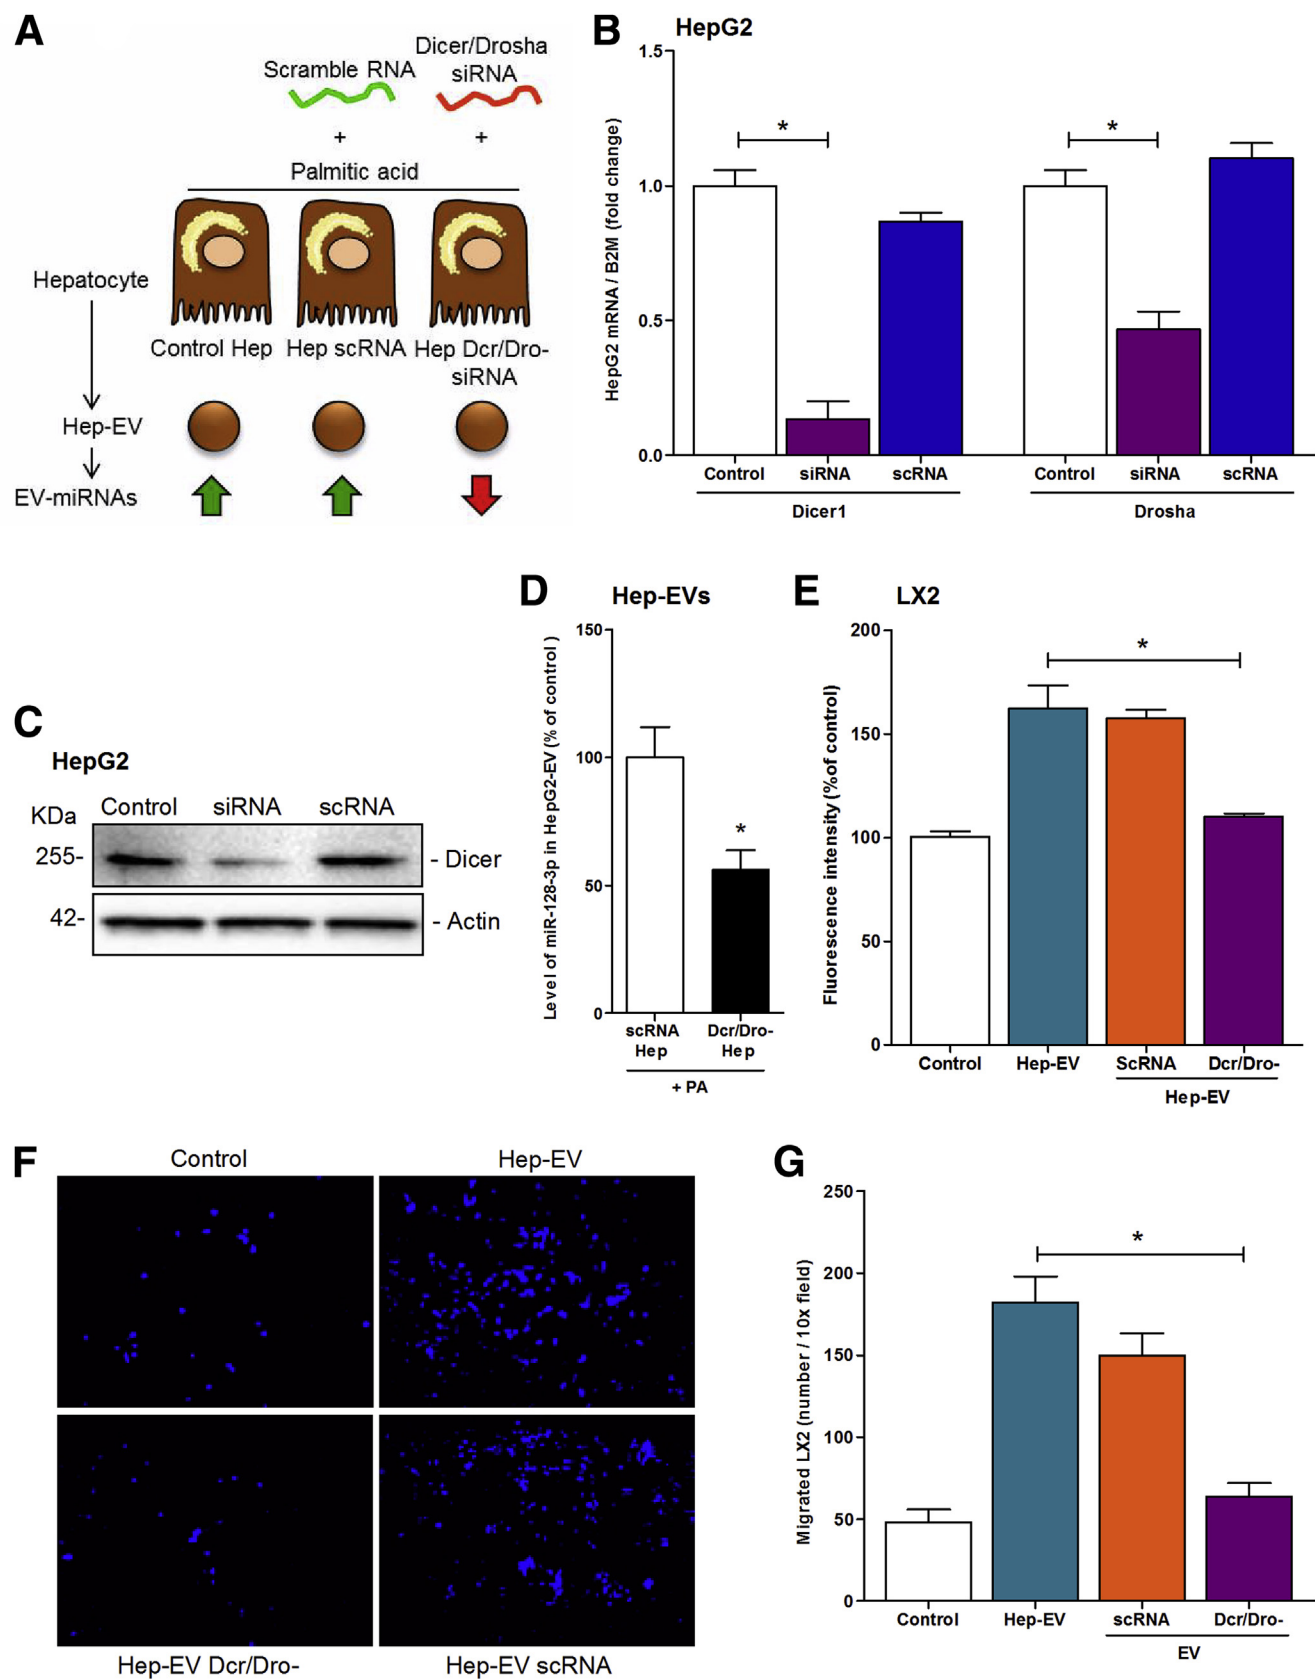 A
Scramble RNA
Dicer/Drosha
siRNA
+
+
Palmitic acid
Hepatocyte
Control Hep
Hep scRNA
Hep Dcr/Dro-
siRNA
Hep-EV
EV-miRNAs
B
HepG2
HepG2 mRNA / B2M (fold change)
1.5
1.0
0.5
0.0
*
*
Control
siRNA
scRNA
Control
siRNA
scRNA
Dicer1
Drosha
C
HepG2
KDa
Control
siRNA
scRNA
255-
- Dicer
42-
- Actin
D
Hep-EVs
Level of miR-128-3p in HepG2-EV (% of control )
150
100
50
0
*
scRNA
Hep
Dcr/Dro-
Hep
+ PA
E
LX2
Fluorescence intensity (%of control)
200
150
100
50
0
*
Control
Hep-EV
ScRNA
Dcr/Dro-
Hep-EV
F
Control
Hep-EV
Hep-EV Dcr/Dro-
Hep-EV scRNA
G
Migrated LX2 (number / 10x field)
250
200
150
100
50
0
*
Control
Hep-EV
scRNA
Dcr/Dro-
EV